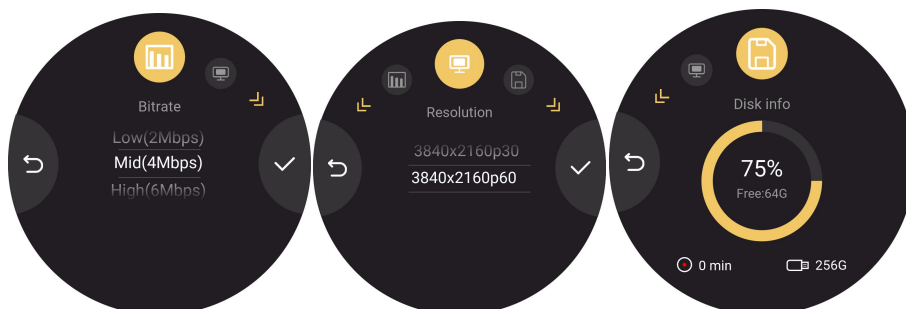 Bitrate
Low(2Mbps)
Mid(4Mbps)
High(6Mbps)
Resolution
3840x2160p30
3840x2160p60
Disk info
75%
Free:64G
0 min
256G